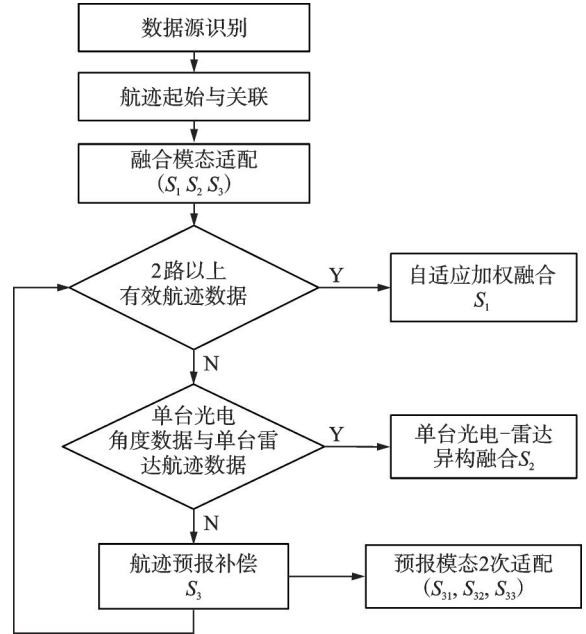 数据源识别
航迹起始与关联
融合模态适配
(S1 S2 S3)
2路以上
有效航迹数据
Y
自适应加权融合
S1
N
单台光电
角度数据与单台雷
达航迹数据
Y
单台光电-雷达
异构融合S2
N
航迹预报补偿
S3
预报模态2次适配
(S31, S32, S33)